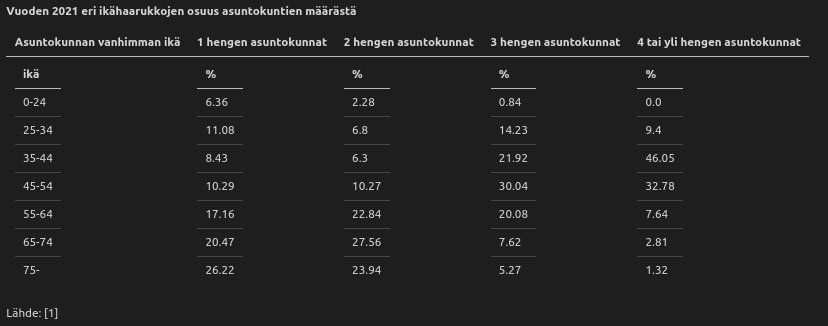 Vuoden 2021 eri ikähaarukkojen osuus asuntokuntien määrästä
Asuntokunnan vanhimman ikä 1 hengen asuntokunnat 2 hengen asuntokunnat 3 hengen asuntokunnat 4 tai yli hengen asuntokunnat
ikä % % % %
0-24 6.36 2.28 0.84 0.0
25-34 11.08 6.8 14.23 9.4
35-44 8.43 6.3 21.92 46.05
45-54 10.29 10.27 30.04 32.78
55-64 17.16 22.84 20.08 7.64
65-74 20.47 27.56 7.62 2.81
75- 26.22 23.94 5.27 1.32
Lähde: [1]